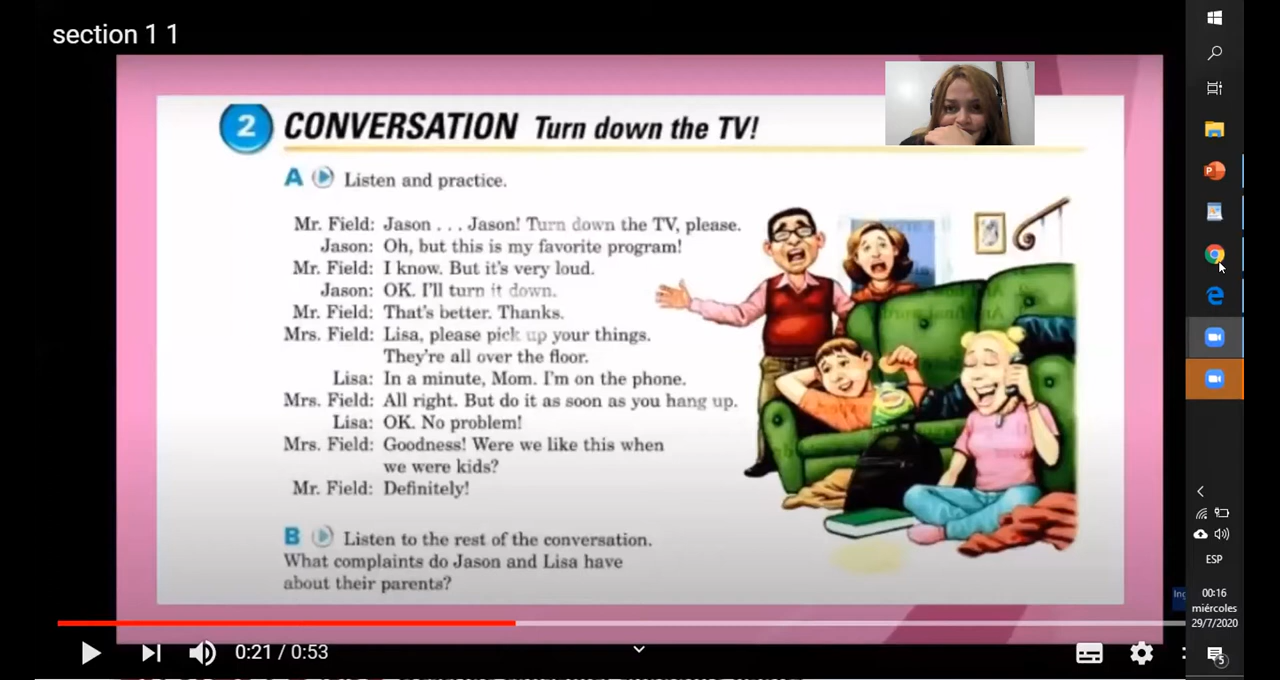 section 1 1
2 CONVERSATION Turn down the TV!
A Listen and practice.
Mr. Field: Jason . . . Jason! Turn down the TV, please.
Jason: Oh, but this is my favorite program!
Mr. Field: I know. But it's very loud.
Jason: OK. I'll turn it down.
Mr. Field: That's better. Thanks.
Mrs. Field: Lisa, please pick up your things.
They're all over the floor.
Lisa: In a minute, Mom. I'm on the phone.
Mrs. Field: All right. But do it as soon as you hang up.
Lisa: OK. No problem!
Mrs. Field: Goodness! Were we like this when
we were kids?
Mr. Field: Definitely!
B Listen to the rest of the conversation.
What complaints do Jason and Lisa have
about their parents?
0:21 / 0:53
ESP
00:16
miércoles
29/7/2020
5